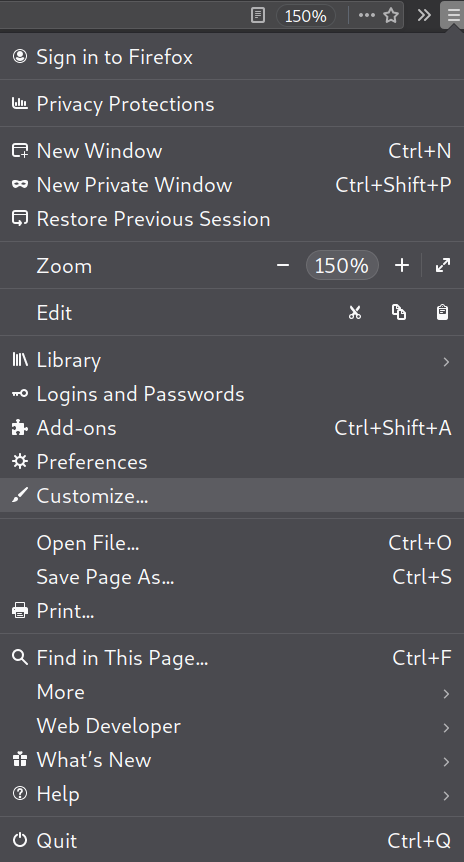 150%
Sign in to Firefox
Privacy Protections
New Window Ctrl+N
New Private Window Ctrl+Shift+P
Restore Previous Session
Zoom 150%
Edit
Library
Logins and Passwords
Add-ons Ctrl+Shift+A
Preferences
Customize...
Open File... Ctrl+O
Save Page As... Ctrl+S
Print...
Find in This Page... Ctrl+F
More
Web Developer
What’s New
Help
Quit Ctrl+Q